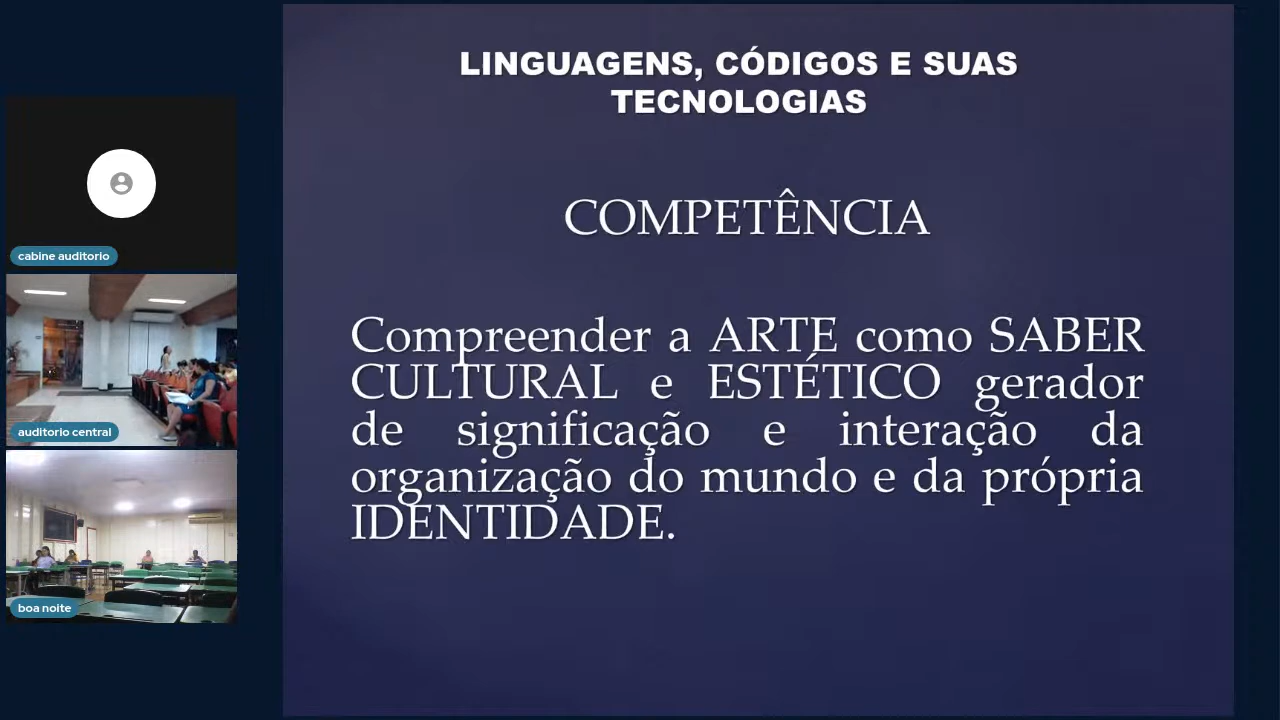 LINGUAGENS, CÓDIGOS E SUAS
TECNOLOGIAS
COMPETÊNCIA
Compreender a ARTE como SABER
CULTURAL e ESTÉTICO gerador
de significação e interação da
organização do mundo e da própria
IDENTIDADE.
cabine auditorio
auditorio central
boa noite